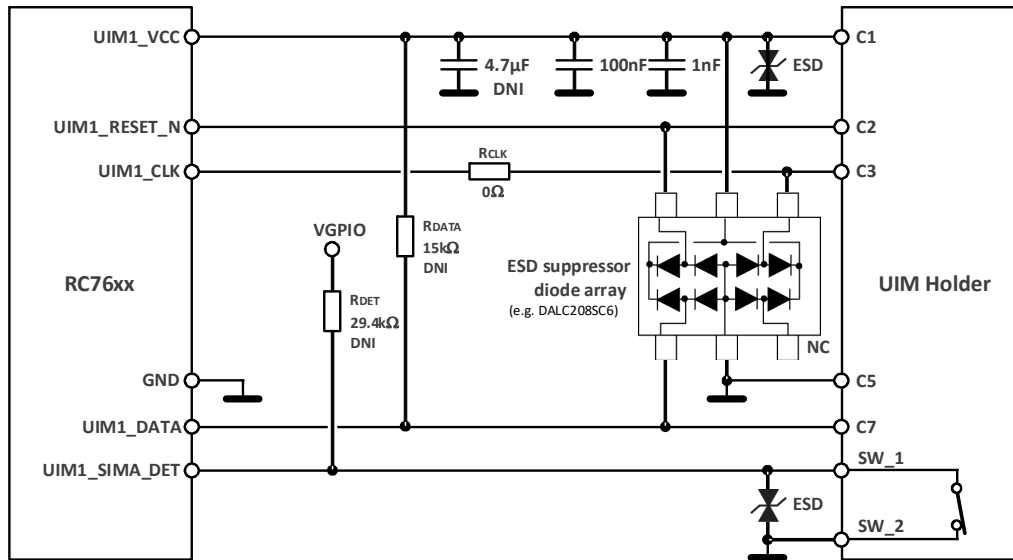 UIM1_VCC
C1
4.7µF
DNI
100nF
1nF
ESD
UIM1_RESET_N
C2
UIM1_CLK
RCLK
0Ω
C3
VGPIO
RDATA
15kΩ
DNI
RC76xx
RDET
29.4kΩ
DNI
ESD suppressor
diode array
(e.g. DALC208SC6)
UIM Holder
NC
GND
C5
UIM1_DATA
C7
UIM1_SIMA_DET
SW_1
ESD
SW_2